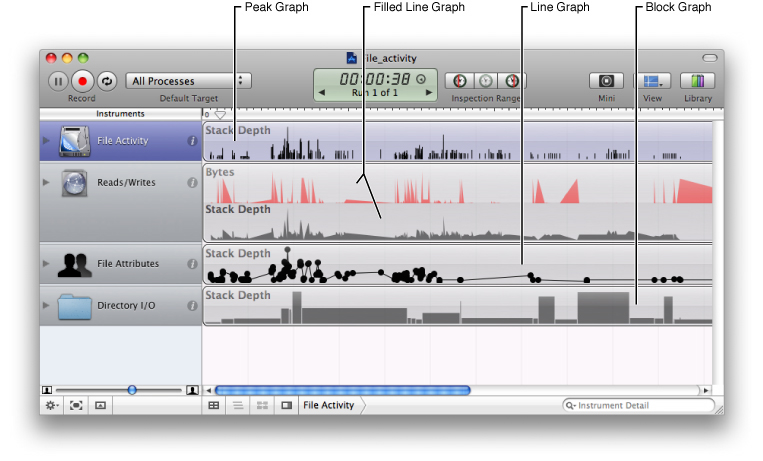 Peak Graph
Filled Line Graph
Line Graph
Block Graph
file_activity
All Processes
00:00:38
Run 1 of 1
Record
Default Target
Inspection Range
Mini
View
Library
Instruments
0
File Activity
Stack Depth
Reads/Writes
Bytes
Stack Depth
File Attributes
Stack Depth
Directory I/O
Stack Depth
File Activity
Instrument Detail